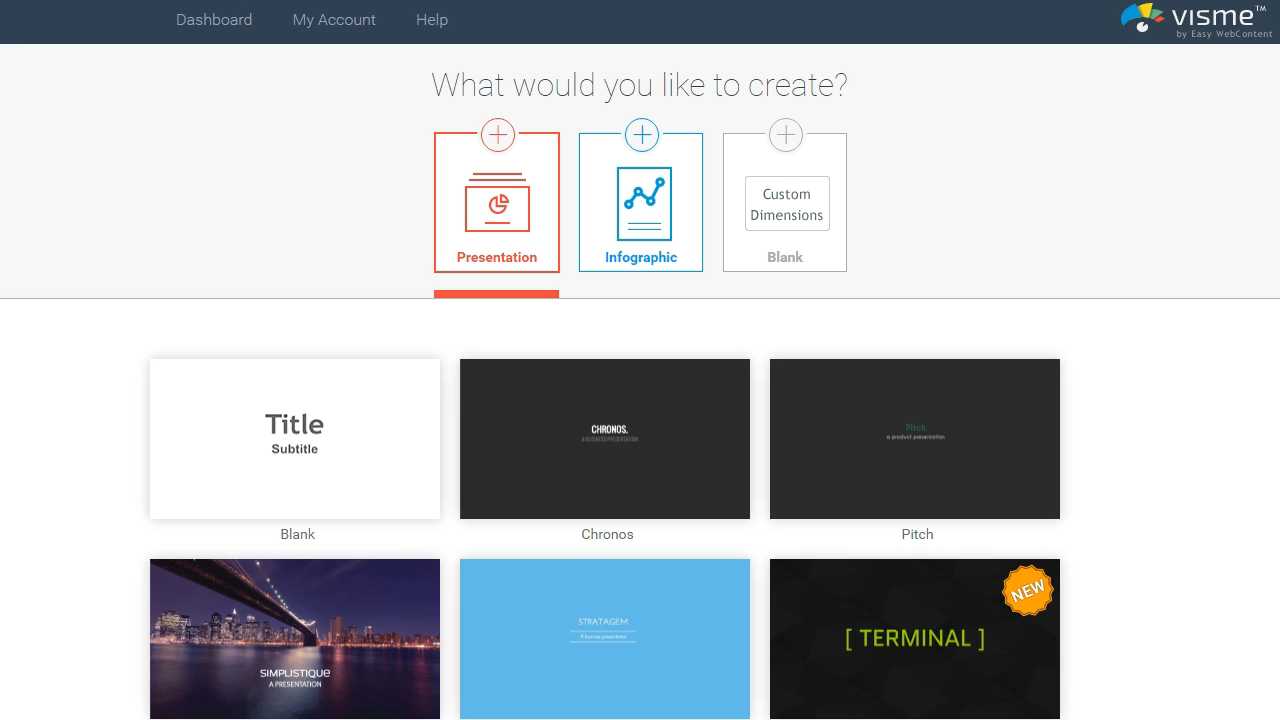 Dashboard My Account Help
visme™
by Easy WebContent
What would you like to create?
Custom
Dimensions
Presentation Infographic Blank
Title
Subtitle
CHRONOS.
A BUSINESS PRESENTATION
Pitch
a product presentation
Blank Chronos Pitch
NEW
STRATAGEM
A business presentation
[ TERMINAL ]
SIMPLISTIQUE
A PRESENTATION